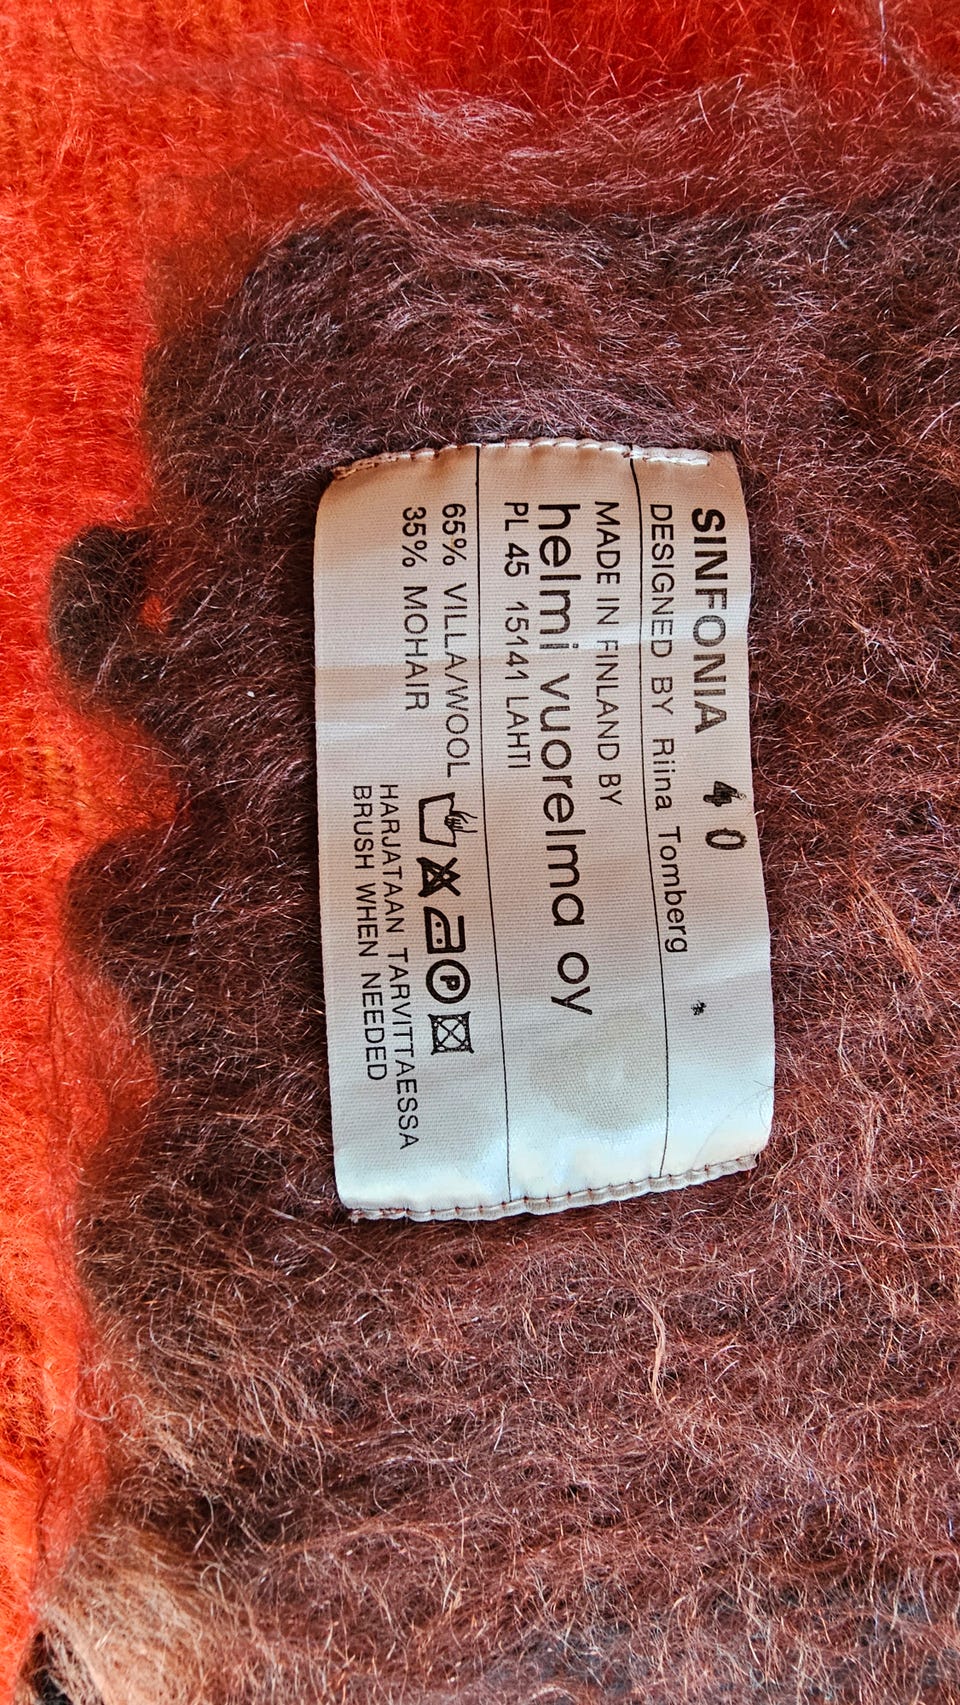 SINFONIA 40
DESIGNED BY Riina Tomberg
MADE IN FINLAND BY
helmi vuorelma oy
PL 45 15141 LAHTI
65% VILLA/WOOL
35% MOHAIR
P
HARJATAAN TARVITTAESSA
BRUSH WHEN NEEDED